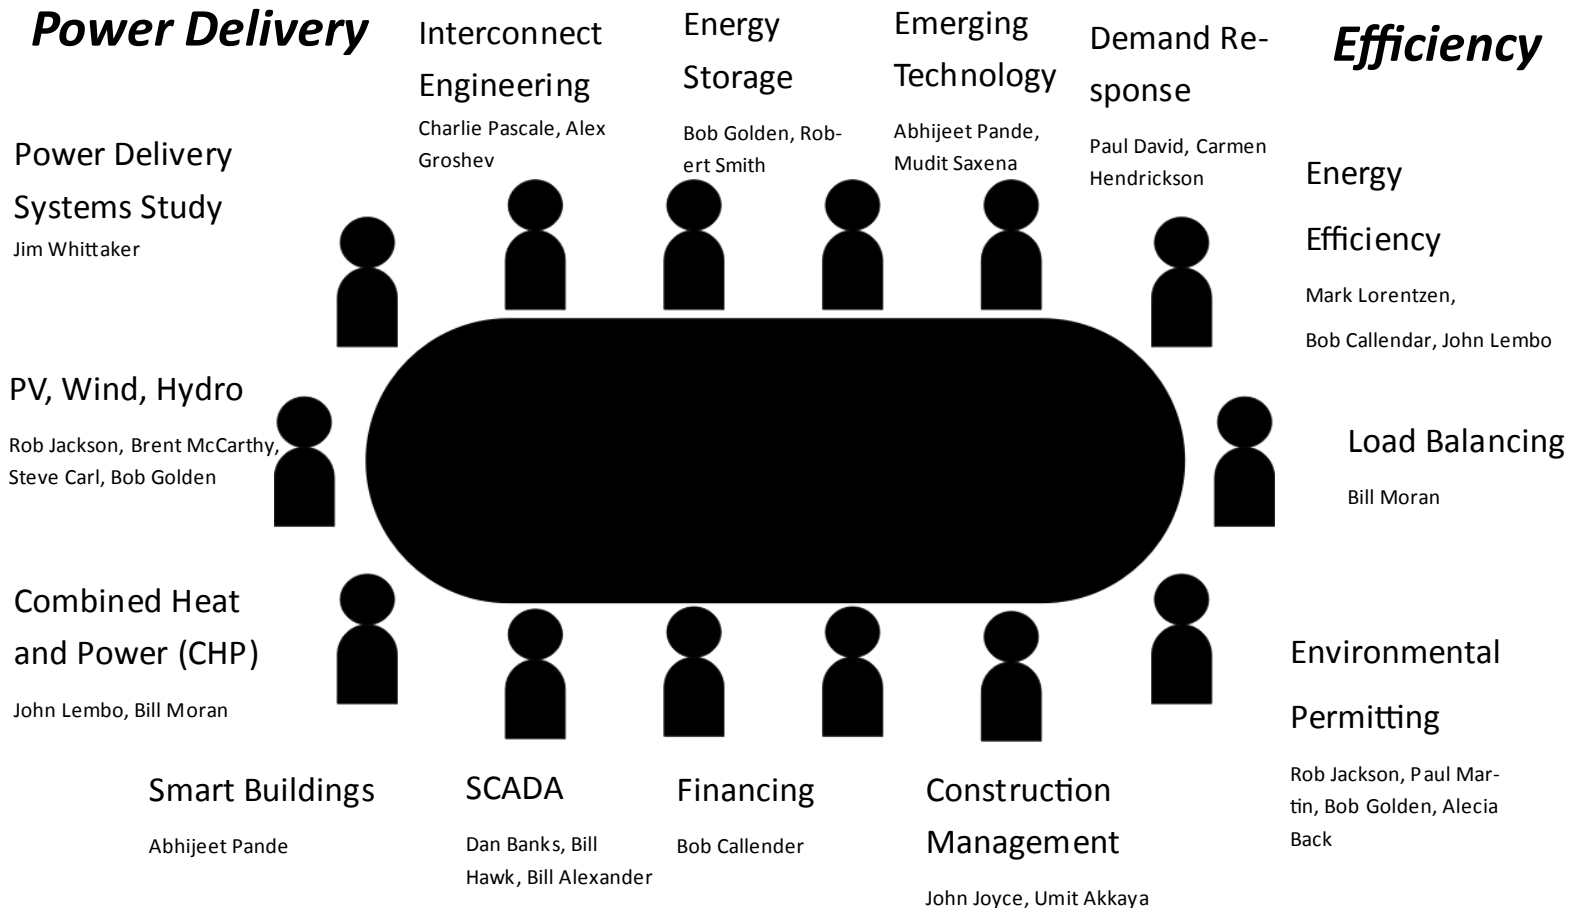 Power Delivery
Interconnect
Engineering
Charlie Pascale, Alex
Groshev
Energy
Storage
Bob Golden, Rob-
ert Smith
Emerging
Technology
Abhijeet Pande,
Mudit Saxena
Demand Re-
sponse
Paul David, Carmen
Hendrickson
Efficiency
Power Delivery
Systems Study
Jim Whittaker
Energy
Efficiency
Mark Lorentzen,
Bob Callendar, John Lembo
PV, Wind, Hydro
Rob Jackson, Brent McCarthy,
Steve Carl, Bob Golden
Load Balancing
Bill Moran
Combined Heat
and Power (CHP)
John Lembo, Bill Moran
Environmental
Permitting
Rob Jackson, Paul Mar-
tin, Bob Golden, Alecia
Back
Smart Buildings
Abhijeet Pande
SCADA
Dan Banks, Bill
Hawk, Bill Alexander
Financing
Bob Callender
Construction
Management
John Joyce, Umit Akkaya